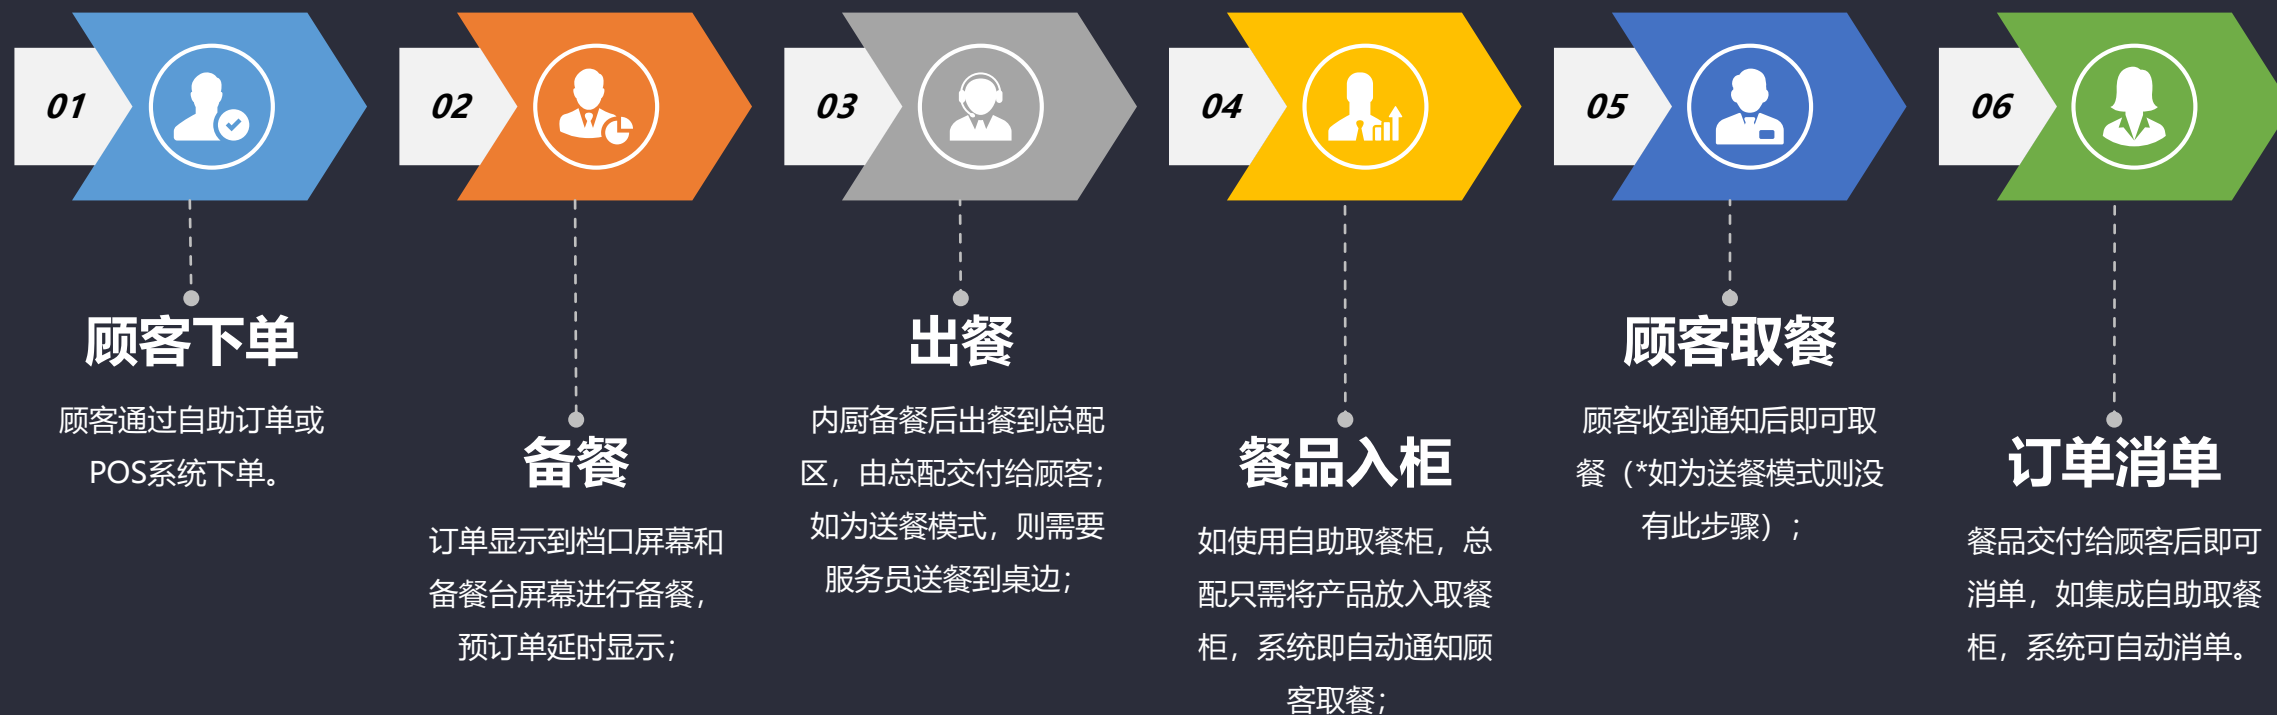 01
顾客下单
顾客通过自助订单或
POS系统下单。
02
备餐
订单显示到档口屏幕和
备餐台屏幕进行备餐，
预订单延时显示；
03
出餐
内厨备餐后出餐到总配
区，由总配交付给顾客；
如为送餐模式，则需要
服务员送餐到桌边；
04
餐品入柜
如使用自助取餐柜，总
配只需将产品放入取餐
柜，系统即自动通知顾
客取餐；
05
顾客取餐
顾客收到通知后即可取
餐（*如为送餐模式则没
有此步骤）；
06
订单消单
餐品交付给顾客后即可
消单，如集成自助取餐
柜，系统可自动消单。